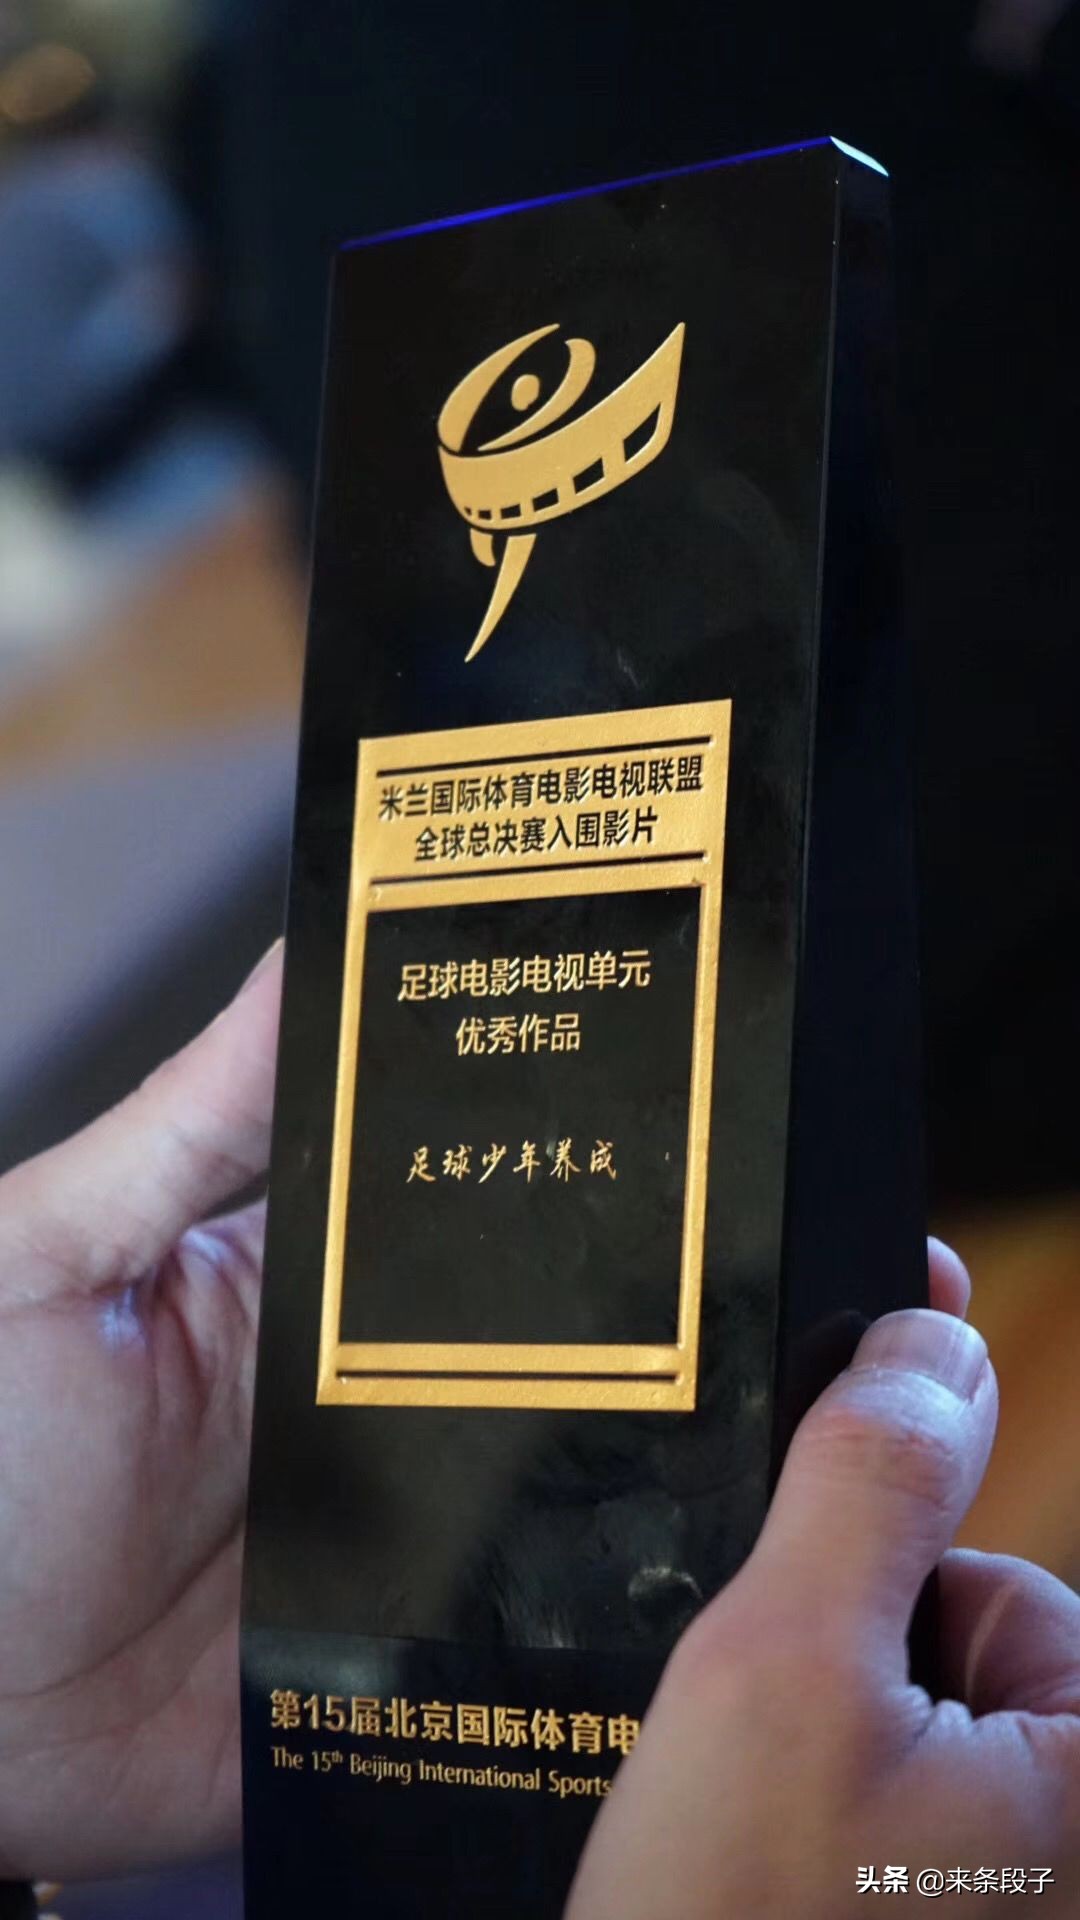 米兰国际体育电影电视联盟
全球总决赛入围影片
足球电影电视单元
优秀作品
足球少年养成
第15届北京国际体育电
The 15th Beijing International Sports
头条 @来条段子